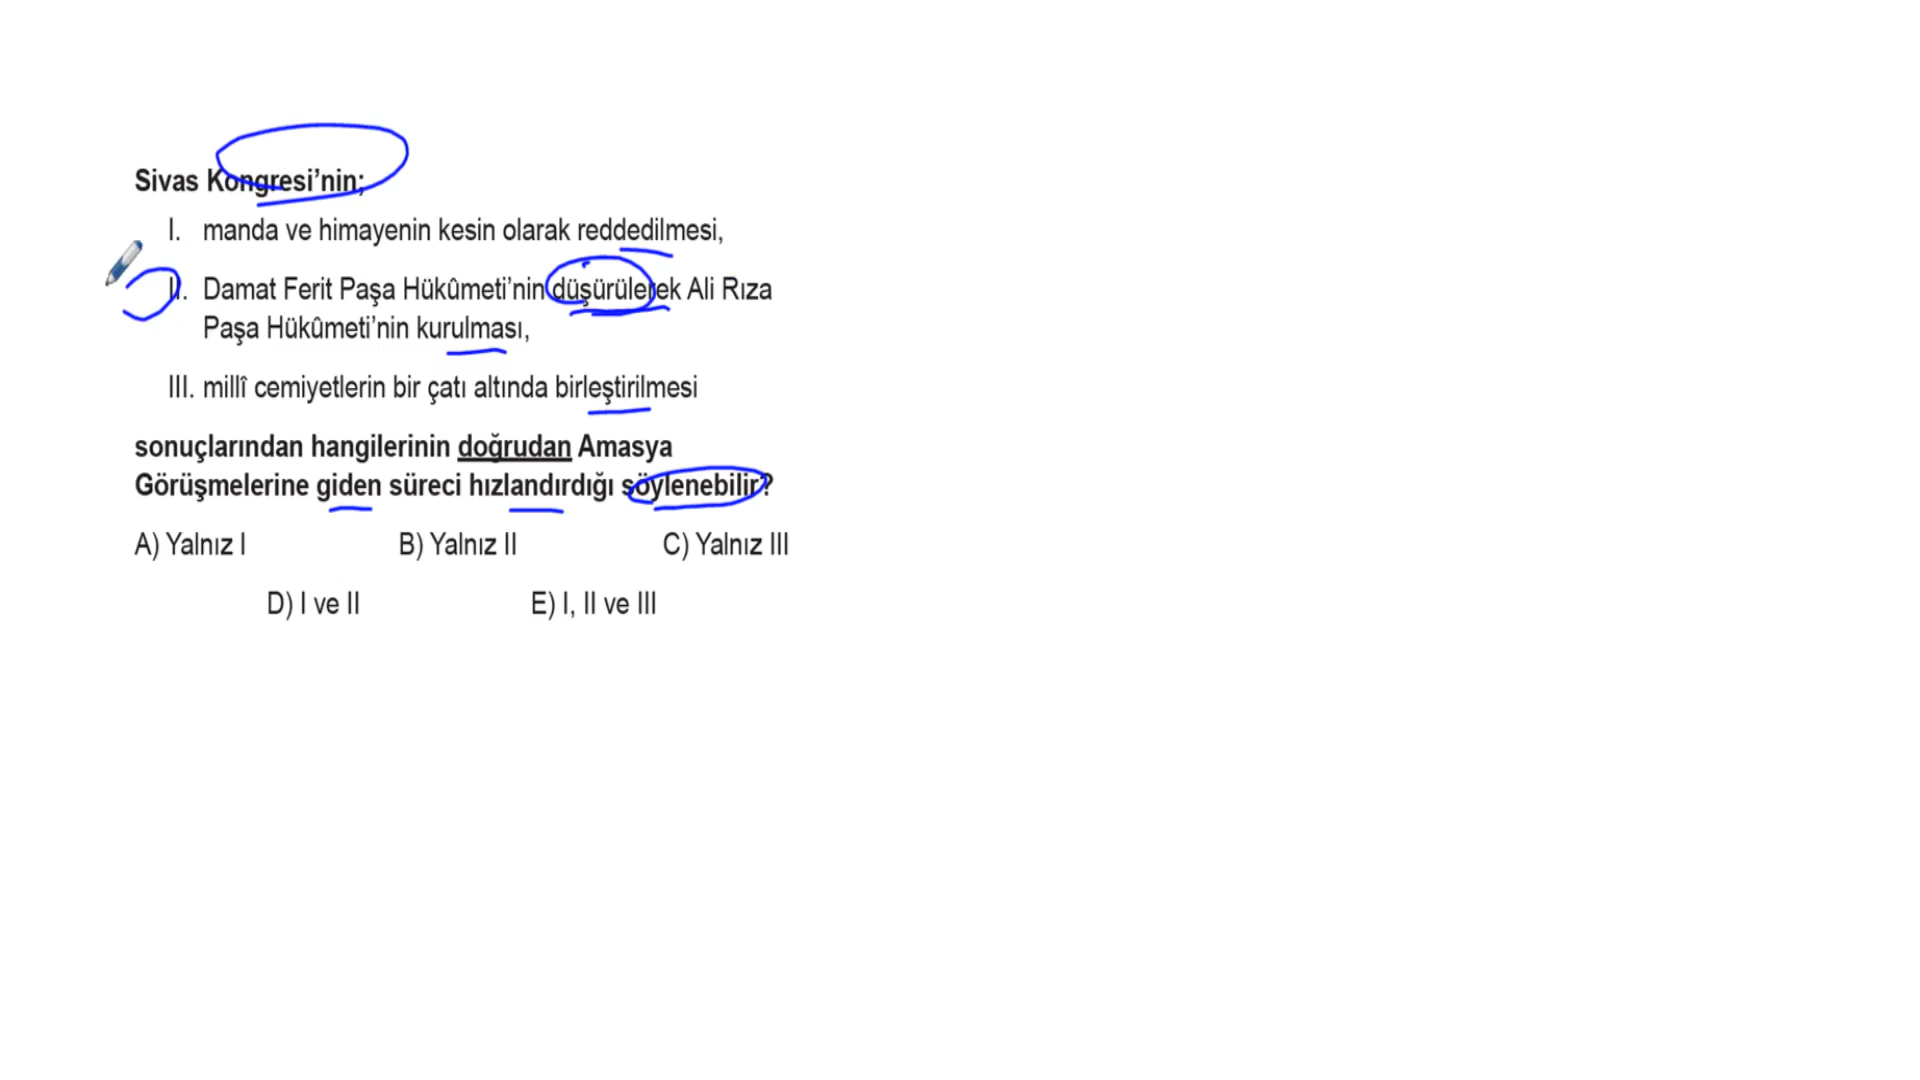 Sivas Kongresi’nin;
I. manda ve himayenin kesin olarak reddedilmesi,
II. Damat Ferit Paşa Hükûmeti’nin düşürülerek Ali Rıza
Paşa Hükûmeti’nin kurulması,
III. millî cemiyetlerin bir çatı altında birleştirilmesi
sonuçlarından hangilerinin doğrudan Amasya
Görüşmelerine giden süreci hızlandırdığı söylenebilir?
A) Yalnız I B) Yalnız II C) Yalnız III
D) I ve II E) I, II ve III